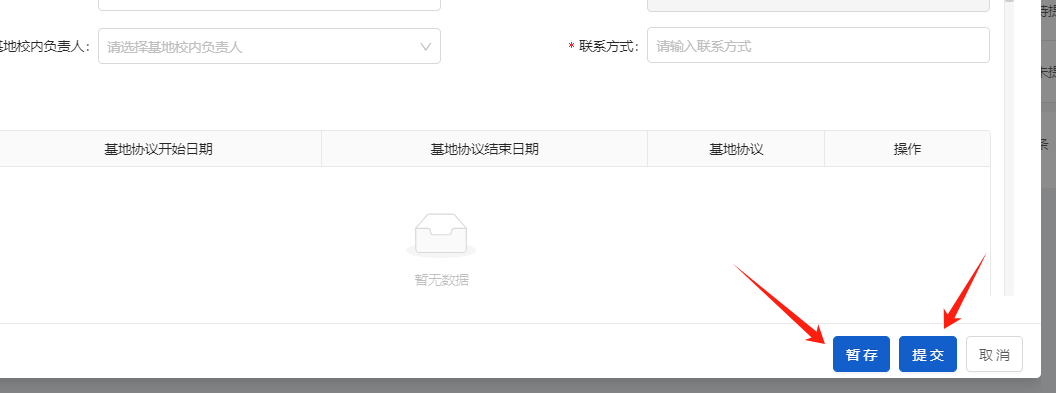 地校内负责人: 请选择基地校内负责人 * 联系方式: 请输入联系方式
基地协议开始日期 基地协议结束日期 基地协议 操作
暂无数据
暂存 提交 取消